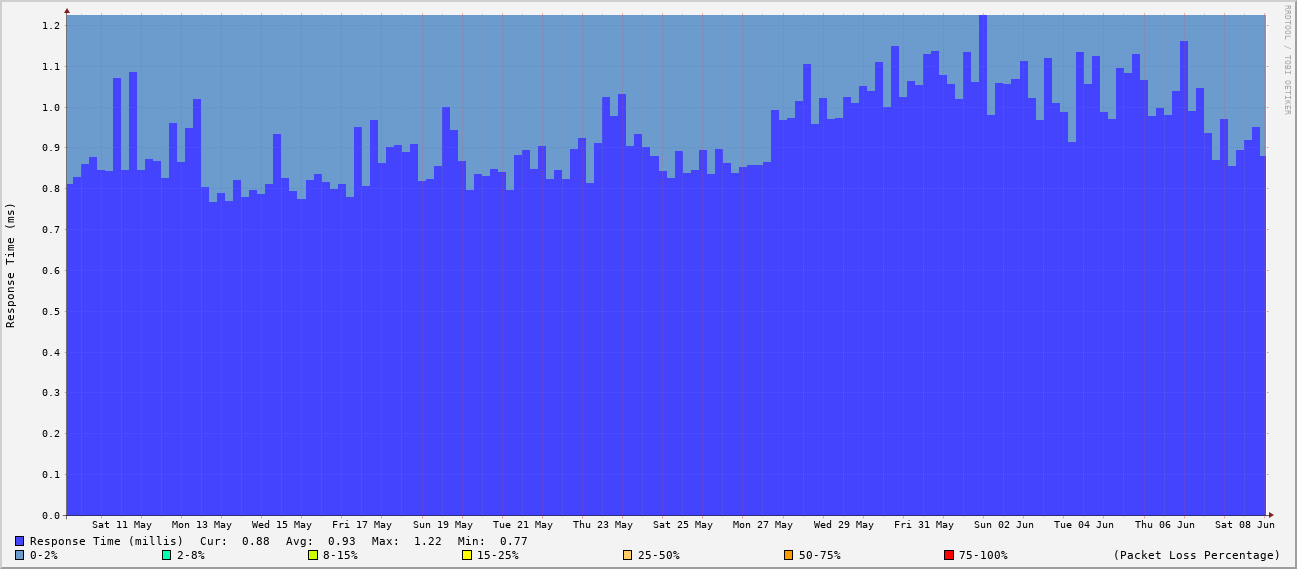 RRDTOOL / TOBI OETIKER
Response Time (ms)
1.2
1.1
1.0
0.9
0.8
0.7
0.6
0.5
0.4
0.3
0.2
0.1
0.0
Sat 11 May Mon 13 May Wed 15 May Fri 17 May Sun 19 May Tue 21 May Thu 23 May Sat 25 May Mon 27 May Wed 29 May Fri 31 May Sun 02 Jun Tue 04 Jun Thu 06 Jun Sat 08 Jun
Response Time (millis) Cur: 0.88 Avg: 0.93 Max: 1.22 Min: 0.77
0-2% 2-8% 8-15% 15-25% 25-50% 50-75% 75-100% (Packet Loss Percentage)